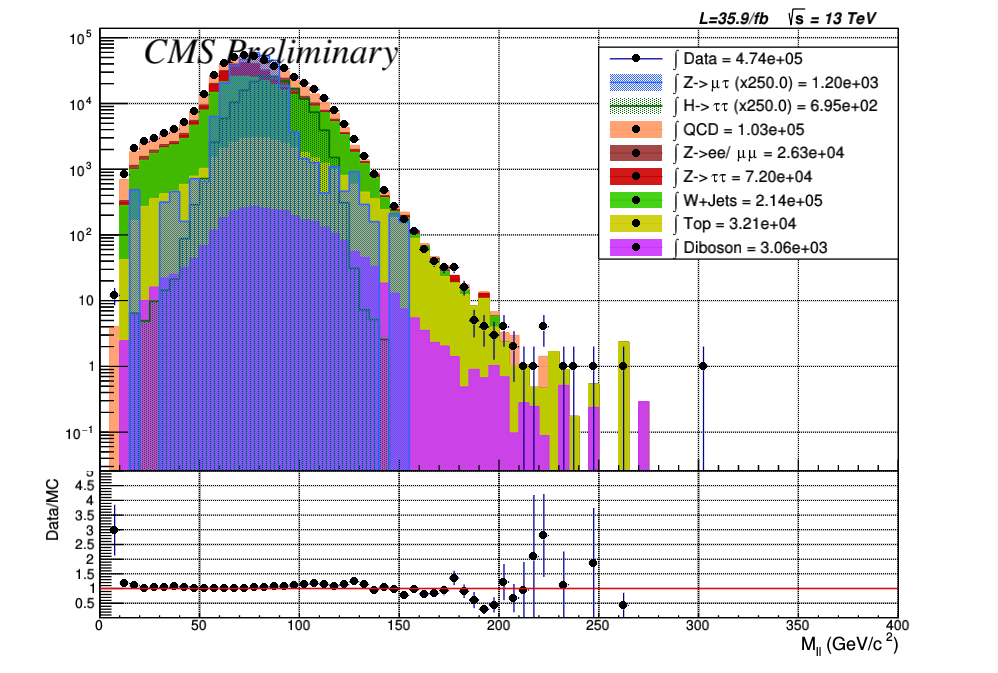 L=35.9/fb √s = 13 TeV
CMS Preliminary
∫ Data = 4.74e+05
∫ Z->μτ (x250.0) = 1.20e+03
∫ H->ττ (x250.0) = 6.95e+02
∫ QCD = 1.03e+05
∫ Z->ee/ μμ = 2.63e+04
∫ Z->ττ = 7.20e+04
∫ W+Jets = 2.14e+05
∫ Top = 3.21e+04
∫ Diboson = 3.06e+03
10⁵
10⁴
10³
10²
10
1
10⁻¹
Data/MC
5
4.5
4
3.5
3
2.5
2
1.5
1
0.5
0 50 100 150 200 250 300 350 400
M_ll (GeV/c²)